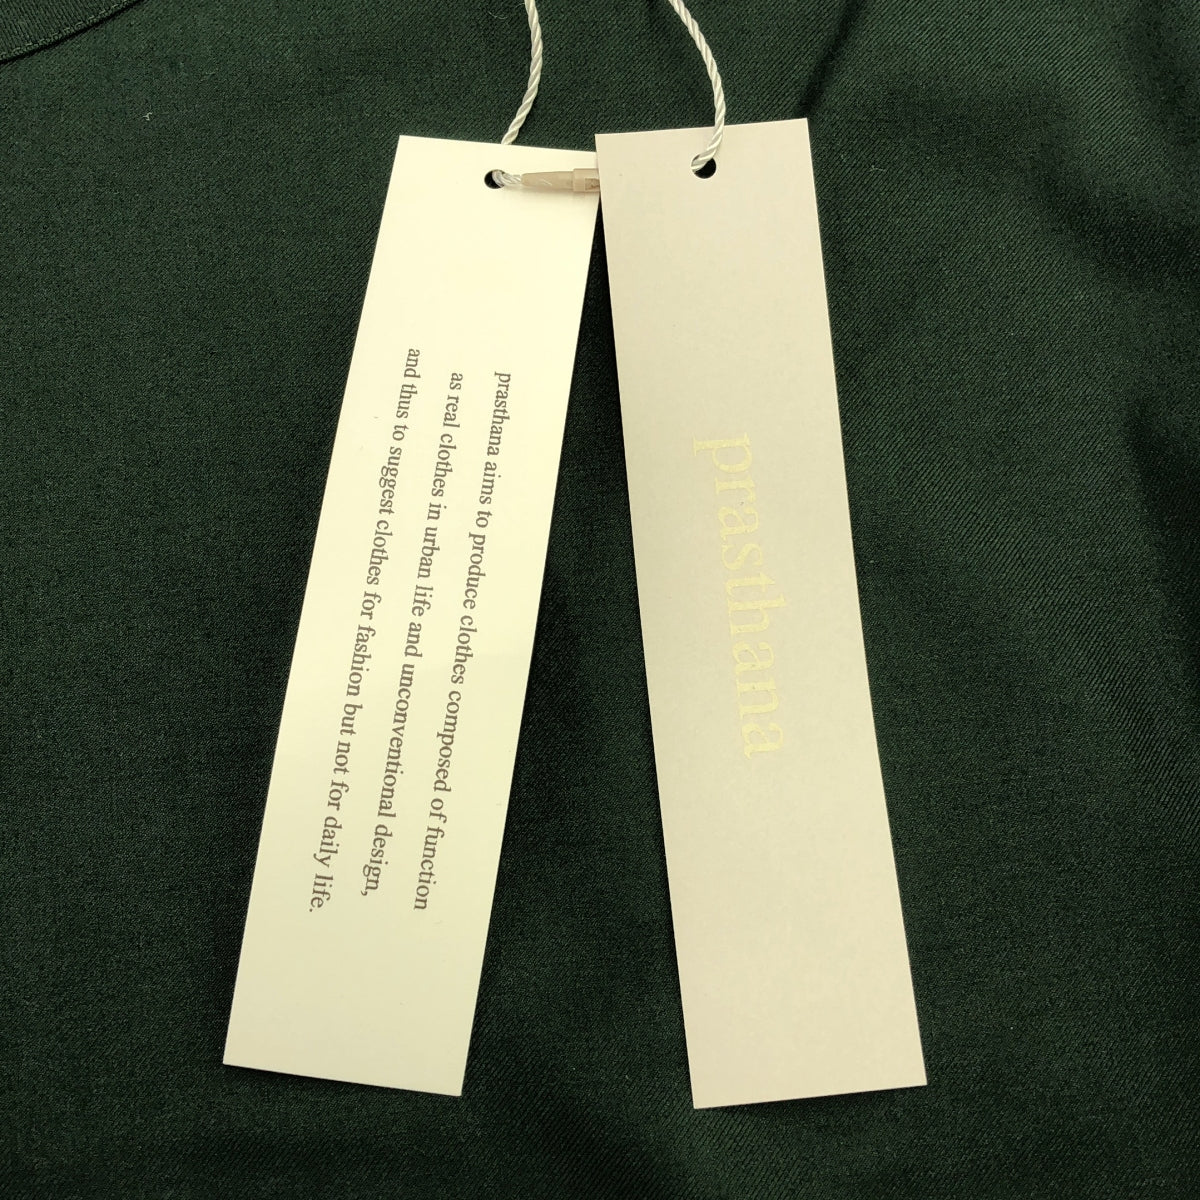 prasthana aims to produce clothes composed of function
as real clothes in urban life and unconventional design,
and thus to suggest clothes for fashion but not for daily life.
prasthana